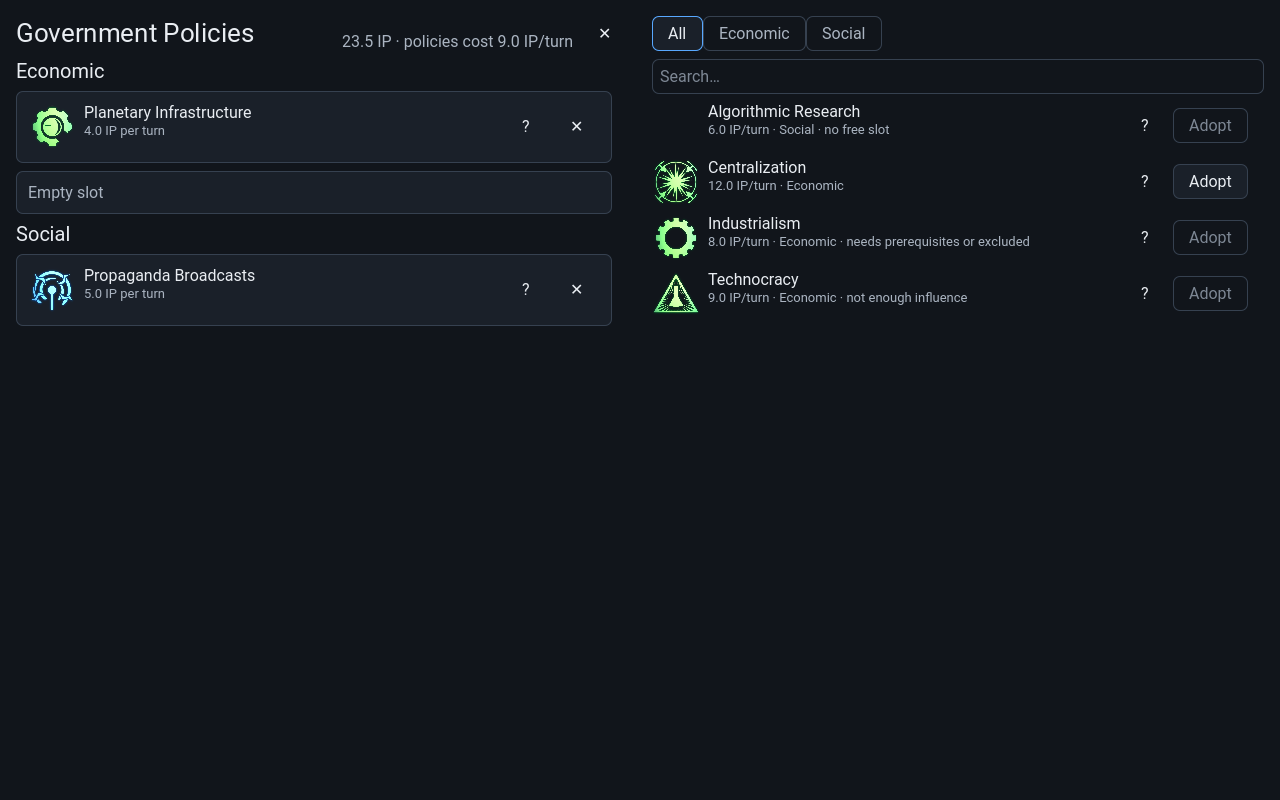 Government Policies
23.5 IP · policies cost 9.0 IP/turn
×
Economic
Planetary Infrastructure
4.0 IP per turn
?
×
Empty slot
Social
Propaganda Broadcasts
5.0 IP per turn
?
×
All
Economic
Social
Search…
Algorithmic Research
6.0 IP/turn · Social · no free slot
?
Adopt
Centralization
12.0 IP/turn · Economic
?
Adopt
Industrialism
8.0 IP/turn · Economic · needs prerequisites or excluded
?
Adopt
Technocracy
9.0 IP/turn · Economic · not enough influence
?
Adopt